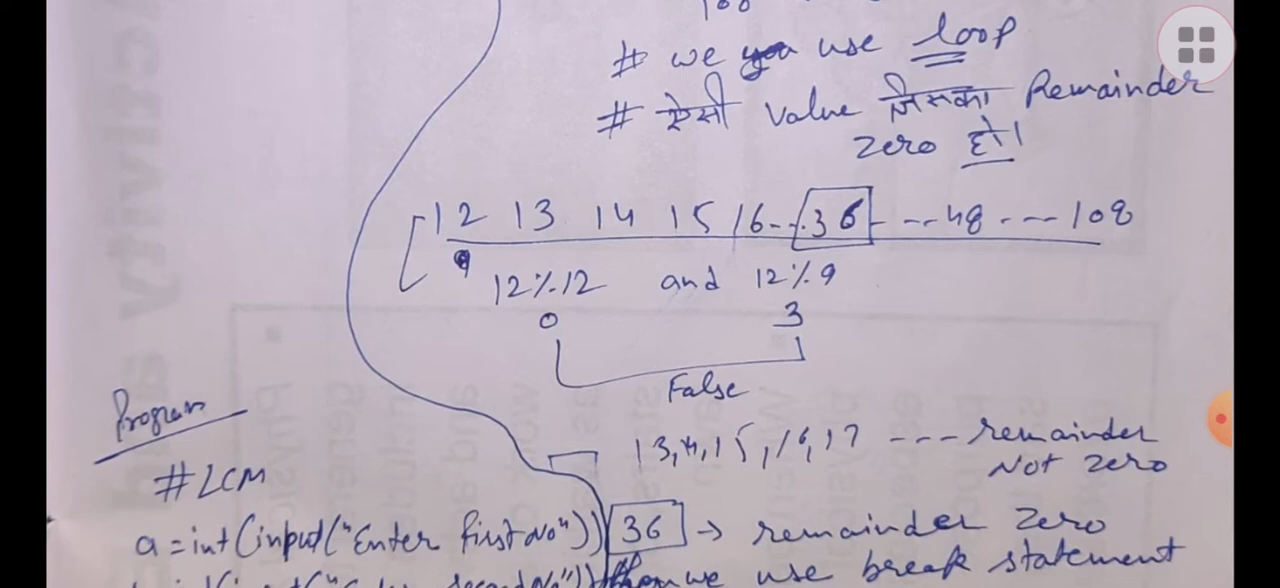 # we use loop
# ऐसी value जिसका Remainder
zero हो।
12 13 14 15 16--.36- --48 --- 108
9 12%12 and 12%9
0 3
False
Program
13,14,15,16,17 --- remainder
Not zero
#LCM
a=int(input("Enter First No")) 36 → remainder zero
then we use break statement